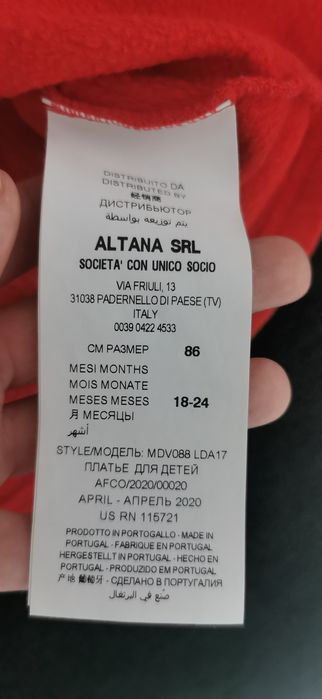 DISTRIBUITO DA
DISTRIBUTED BY
经销商
ДИСТРИБЬЮТОР
يتم توزيعه بواسطة
ALTANA SRL
SOCIETA' CON UNICO SOCIO
VIA FRIULI, 13
31038 PADERNELLO DI PAESE (TV)
ITALY
0039 0422 4533
СМ РАЗМЕР 86
MESI MONTHS
MOIS MONATE
MESES MESES 18-24
月 МЕСЯЦЫ
أشهر
STYLE/МОДЕЛЬ: MDV088 LDA17
ПЛАТЬЕ ДЛЯ ДЕТЕЙ
AFCO/2020/00020
APRIL - АПРЕЛЬ 2020
US RN 115721
PRODOTTO IN PORTOGALLO - MADE IN
PORTUGAL - FABRIQUE EN PORTUGAL
HERGESTELLT IN PORTUGAL - HECHO EN
PORTUGAL - PRODUZIDO EM PORTUGAL
产地 葡萄牙 - СДЕЛАНО В ПОРТУГАЛИЯ
صنع في البرتغال